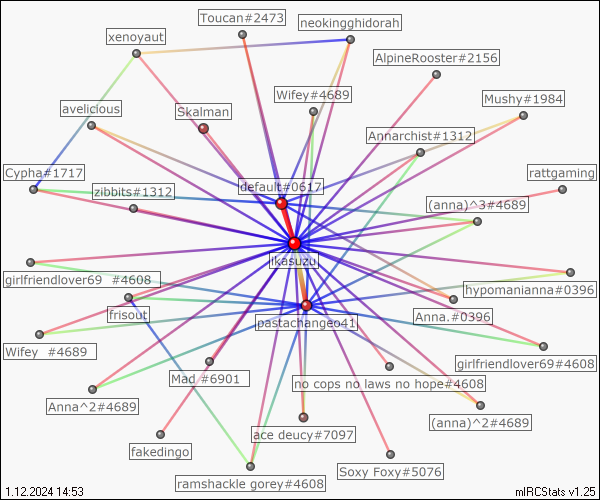 Toucan#2473
neokingghidorah
xenoyaut
AlpineRooster#2156
Wifey#4689
Mushy#1984
avelicious
Skalman
Annarchist#1312
Cypha#1717
zibbits#1312
default#0617
rattgaming
(anna)^3#4689
ikasuzu
girlfriendlover69 #4608
hypomanianna#0396
frisout
pastachangeo41
Anna.#0396
Wifey #4689
girlfriendlover69#4608
Mad #6901
no cops no laws no hope#4608
Anna^2#4689
(anna)^2#4689
ace deucy#7097
fakedingo
Soxy Foxy#5076
ramshackle gorey#4608
1.12.2024 14:53
mIRCStats v1.25